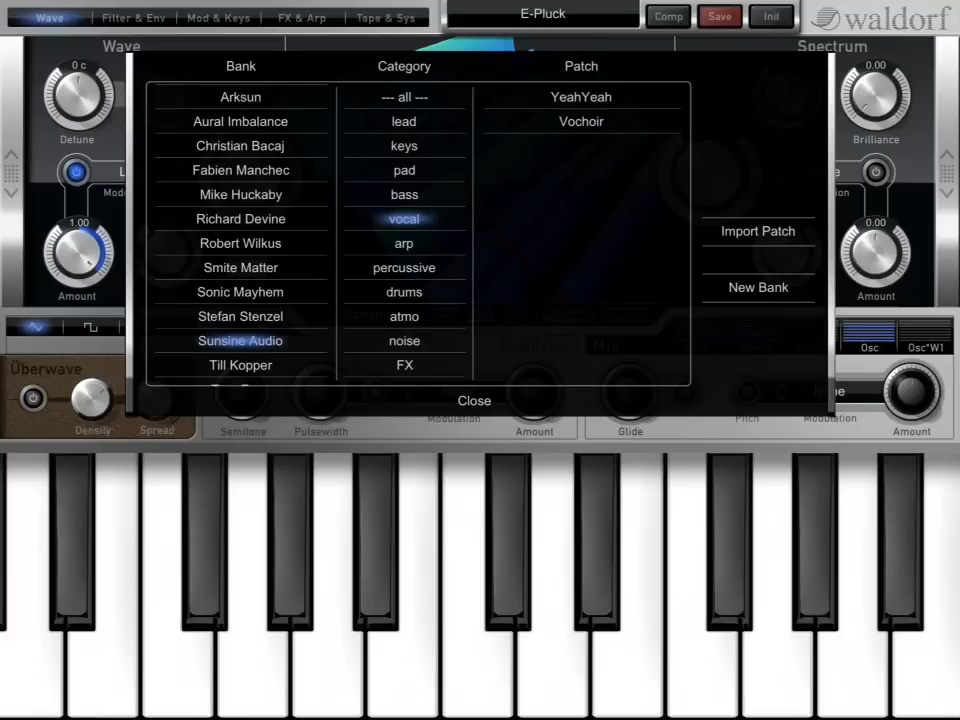 Wave
Filter & Env
Mod & Keys
FX & Arp
Tape & Sys
E-Pluck
Comp
Save
Init
waldorf
Wave
Spectrum
Bank
Category
Patch
0 c
0.00
Arksun
--- all ---
YeahYeah
Aural Imbalance
lead
Vochoir
Detune
Brilliance
Christian Bacaj
keys
Fabien Manchec
pad
Mike Huckaby
bass
Richard Devine
vocal
1.00
0.00
Import Patch
Robert Wilkus
arp
Smite Matter
percussive
Sonic Mayhem
drums
New Bank
Amount
Amount
Stefan Stenzel
atmo
Sunsine Audio
noise
Osc
Osc*W1
Till Kopper
FX
Überwave
Close
Density
Spread
Semitone
Pulsewidth
Modulation
Amount
Glide
Pitch
Modulation
Amount